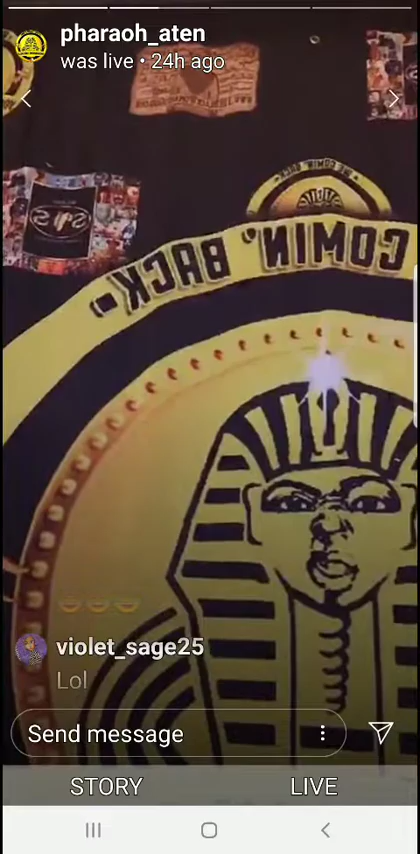 pharaoh_aten
was live • 24h ago
COMIN' BACK
violet_sage25
Lol
Send message
STORY
LIVE